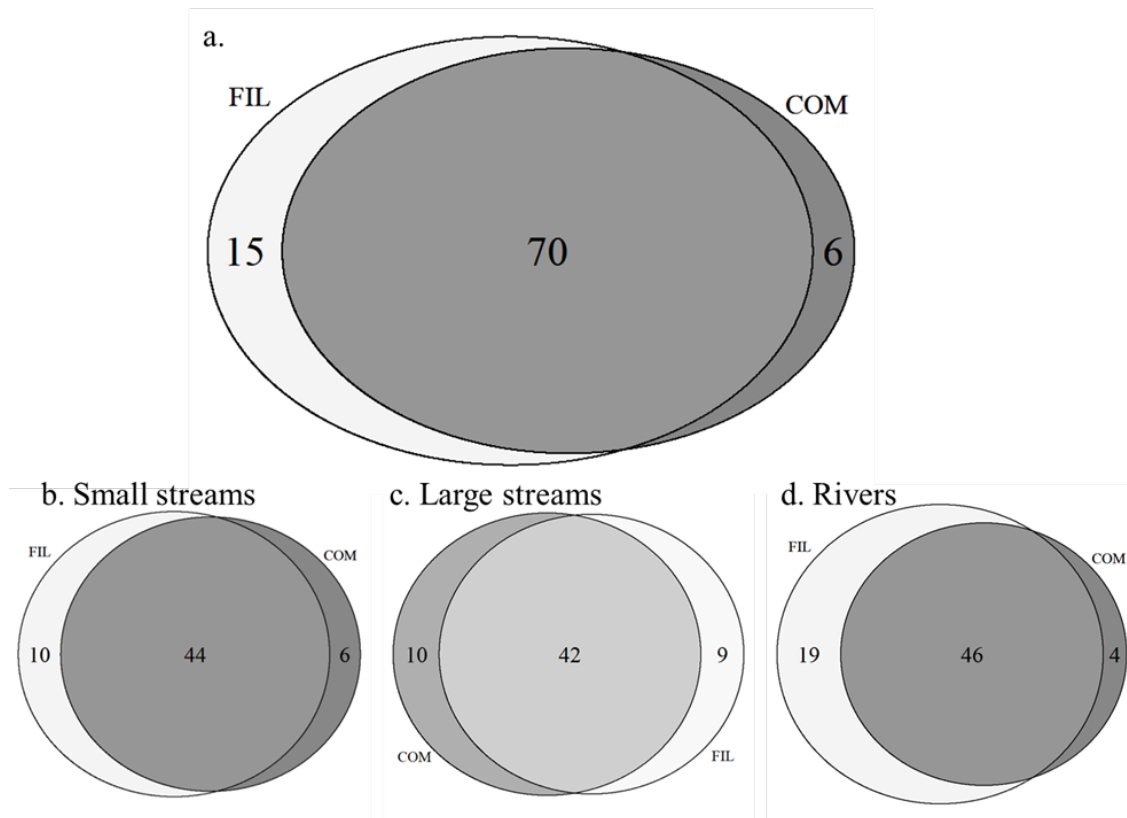 a.
FIL
COM
15
70
6
b. Small streams
FIL
COM
10
44
6
c. Large streams
10
42
9
COM
FIL
d. Rivers
FIL
COM
19
46
4